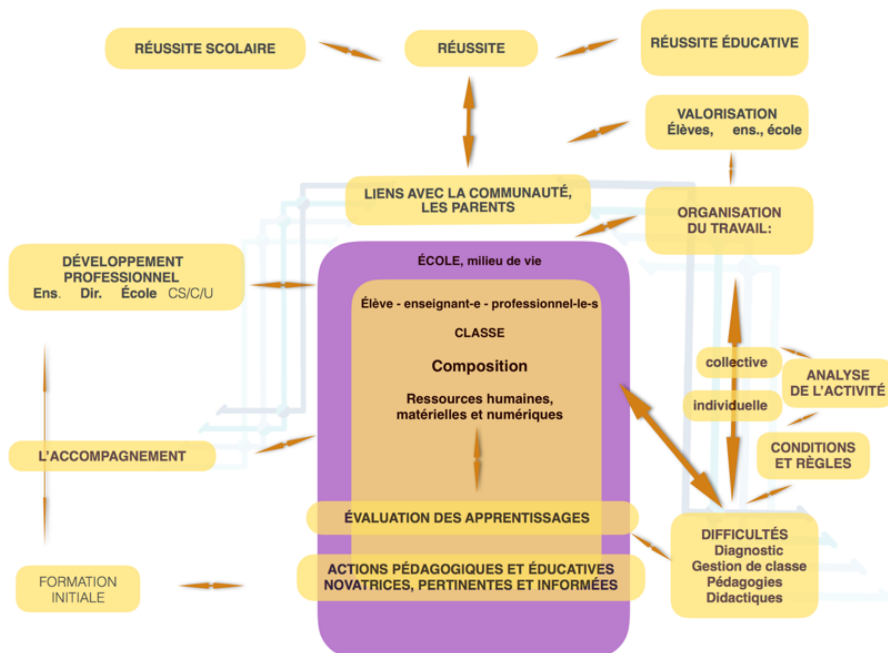 RÉUSSITE SCOLAIRE
RÉUSSITE
RÉUSSITE ÉDUCATIVE
VALORISATION
Élèves, ens., école
LIENS AVEC LA COMMUNAUTÉ,
LES PARENTS
ORGANISATION
DU TRAVAIL:
DÉVELOPPEMENT
PROFESSIONNEL
Ens. Dir. École CS/C/U
ÉCOLE, milieu de vie
Élève - enseignant-e - professionnel-le-s
CLASSE
Composition
Ressources humaines,
matérielles et numériques
collective
individuelle
ANALYSE
DE L'ACTIVITÉ
CONDITIONS
ET RÈGLES
L'ACCOMPAGNEMENT
ÉVALUATION DES APPRENTISSAGES
DIFFICULTÉS
Diagnostic
Gestion de classe
Pédagogies
Didactiques
ACTIONS PÉDAGOGIQUES ET ÉDUCATIVES
NOVATRICES, PERTINENTES ET INFORMÉES
FORMATION
INITIALE